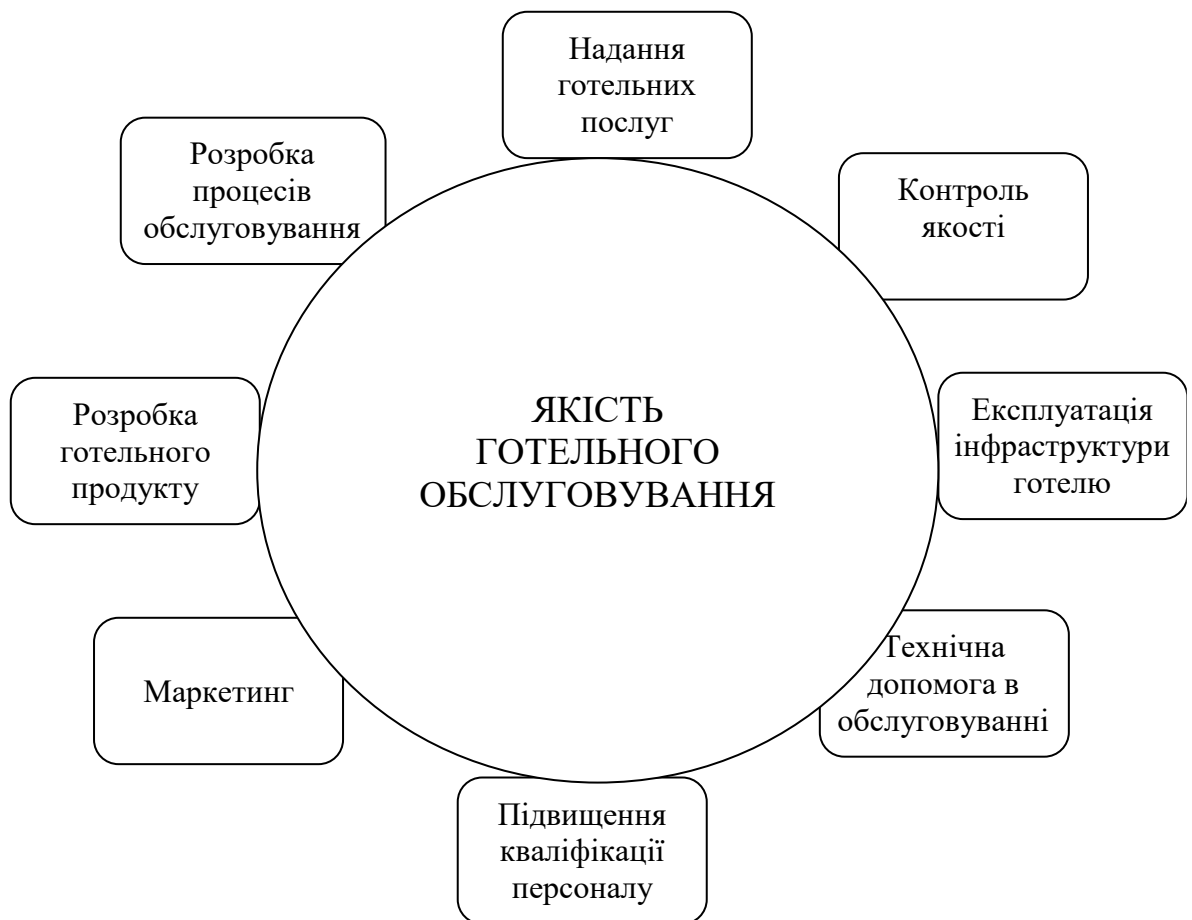 Надання
готельних
послуг
Розробка
процесів
обслуговування
Контроль
якості
ЯКІСТЬ
ГОТЕЛЬНОГО
ОБСЛУГОВУВАННЯ
Розробка
готельного
продукту
Експлуатація
інфраструктури
готелю
Маркетинг
Технічна
допомога в
обслуговуванні
Підвищення
кваліфікації
персоналу